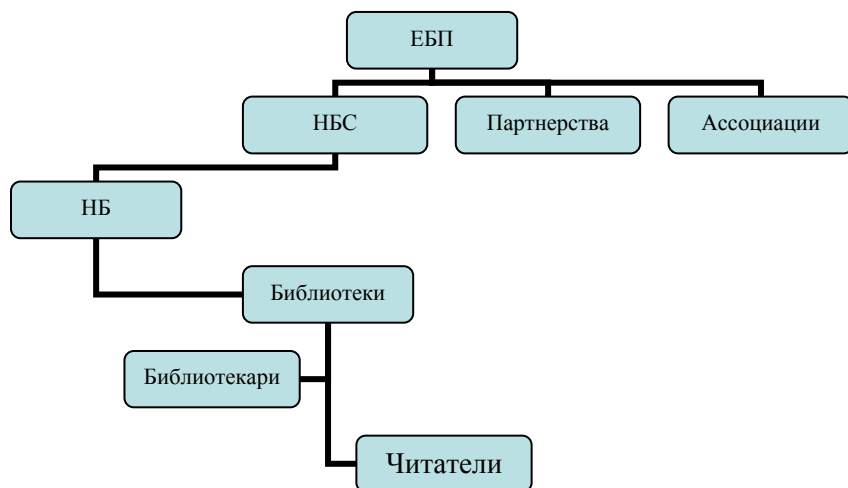 ЕБП
НБС
Партнерства
Ассоциации
НБ
Библиотеки
Библиотекари
Читатели